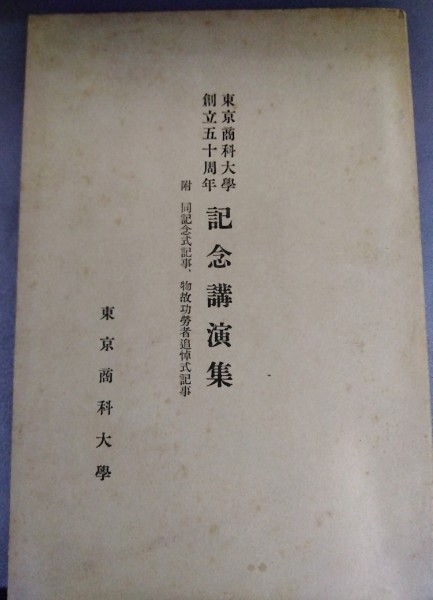 東京商科大學
創立五十周年
記念講演集
附 同記念式記事、物故功勞者追悼式記事
東京商科大學